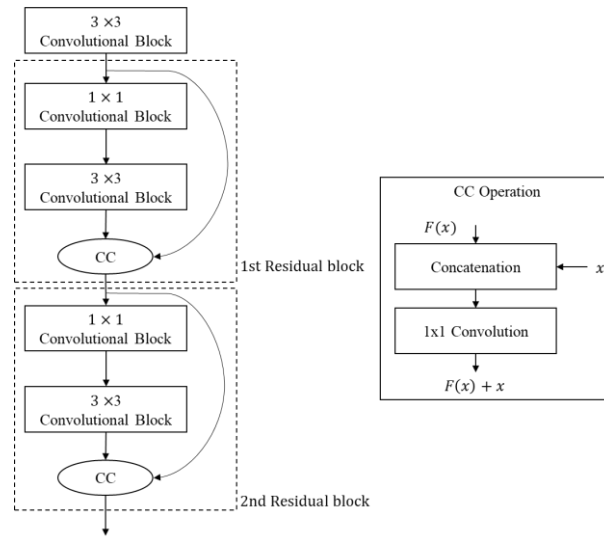 3 ×3
Convolutional Block
1 × 1
Convolutional Block
3 ×3
Convolutional Block
CC
1st Residual block
1 × 1
Convolutional Block
3 ×3
Convolutional Block
CC
2nd Residual block
CC Operation
F(x)
Concatenation
x
1x1 Convolution
F(x) + x